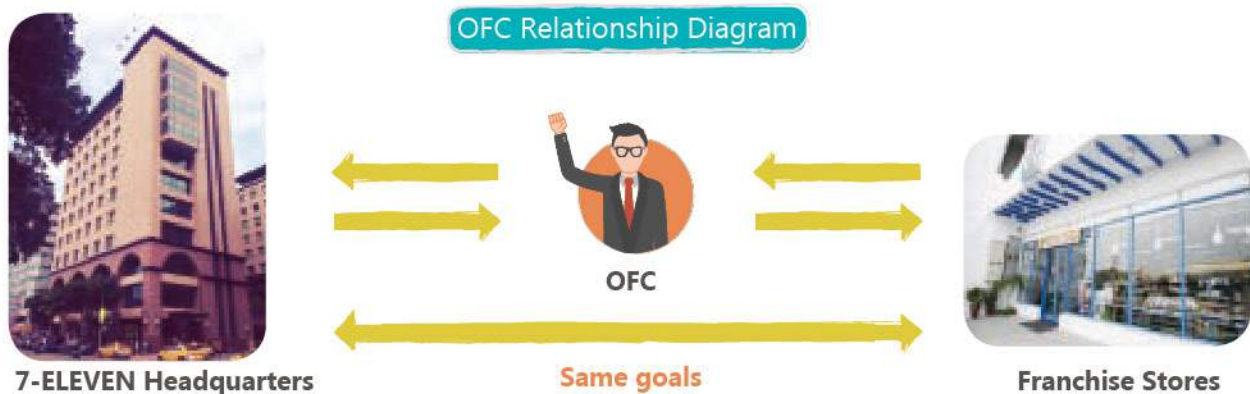 OFC Relationship Diagram
OFC
7-ELEVEN Headquarters
Same goals
Franchise Stores